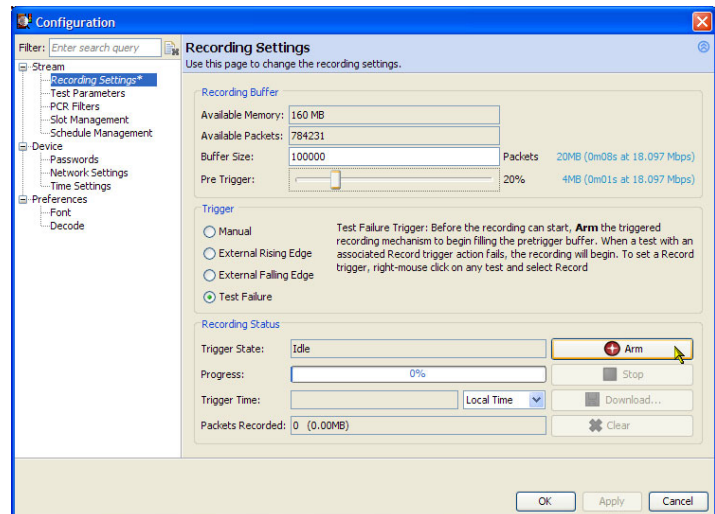 Configuration
Filter: Enter search query
Stream
Recording Settings*
Test Parameters
PCR Filters
Slot Management
Schedule Management
Device
Passwords
Network Settings
Time Settings
Preferences
Font
Decode
Recording Settings
Use this page to change the recording settings.
Recording Buffer
Available Memory: 160 MB
Available Packets: 784231
Buffer Size: 100000 Packets 20MB (0m08s at 18.097 Mbps)
Pre Trigger: 20% 4MB (0m01s at 18.097 Mbps)
Trigger
Manual
External Rising Edge
External Falling Edge
Test Failure
Test Failure Trigger: Before the recording can start, Arm the triggered
recording mechanism to begin filling the pretrigger buffer. When a test with an
associated Record trigger action fails, the recording will begin. To set a Record
trigger, right-mouse click on any test and select Record
Recording Status
Trigger State: Idle Arm
Progress: 0% Stop
Trigger Time: Local Time Download...
Packets Recorded: 0 (0.00MB) Clear
OK Apply Cancel